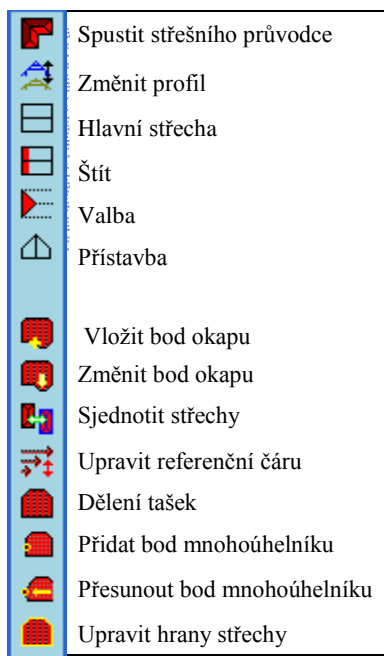 Spustit střešního průvodce
Změnit profil
Hlavní střecha
Štít
Valba
Přístavba
Vložit bod okapu
Změnit bod okapu
Sjednotit střechy
Upravit referenční čáru
Dělení tašek
Přidat bod mnohoúhelníku
Přesunout bod mnohoúhelníku
Upravit hrany střechy